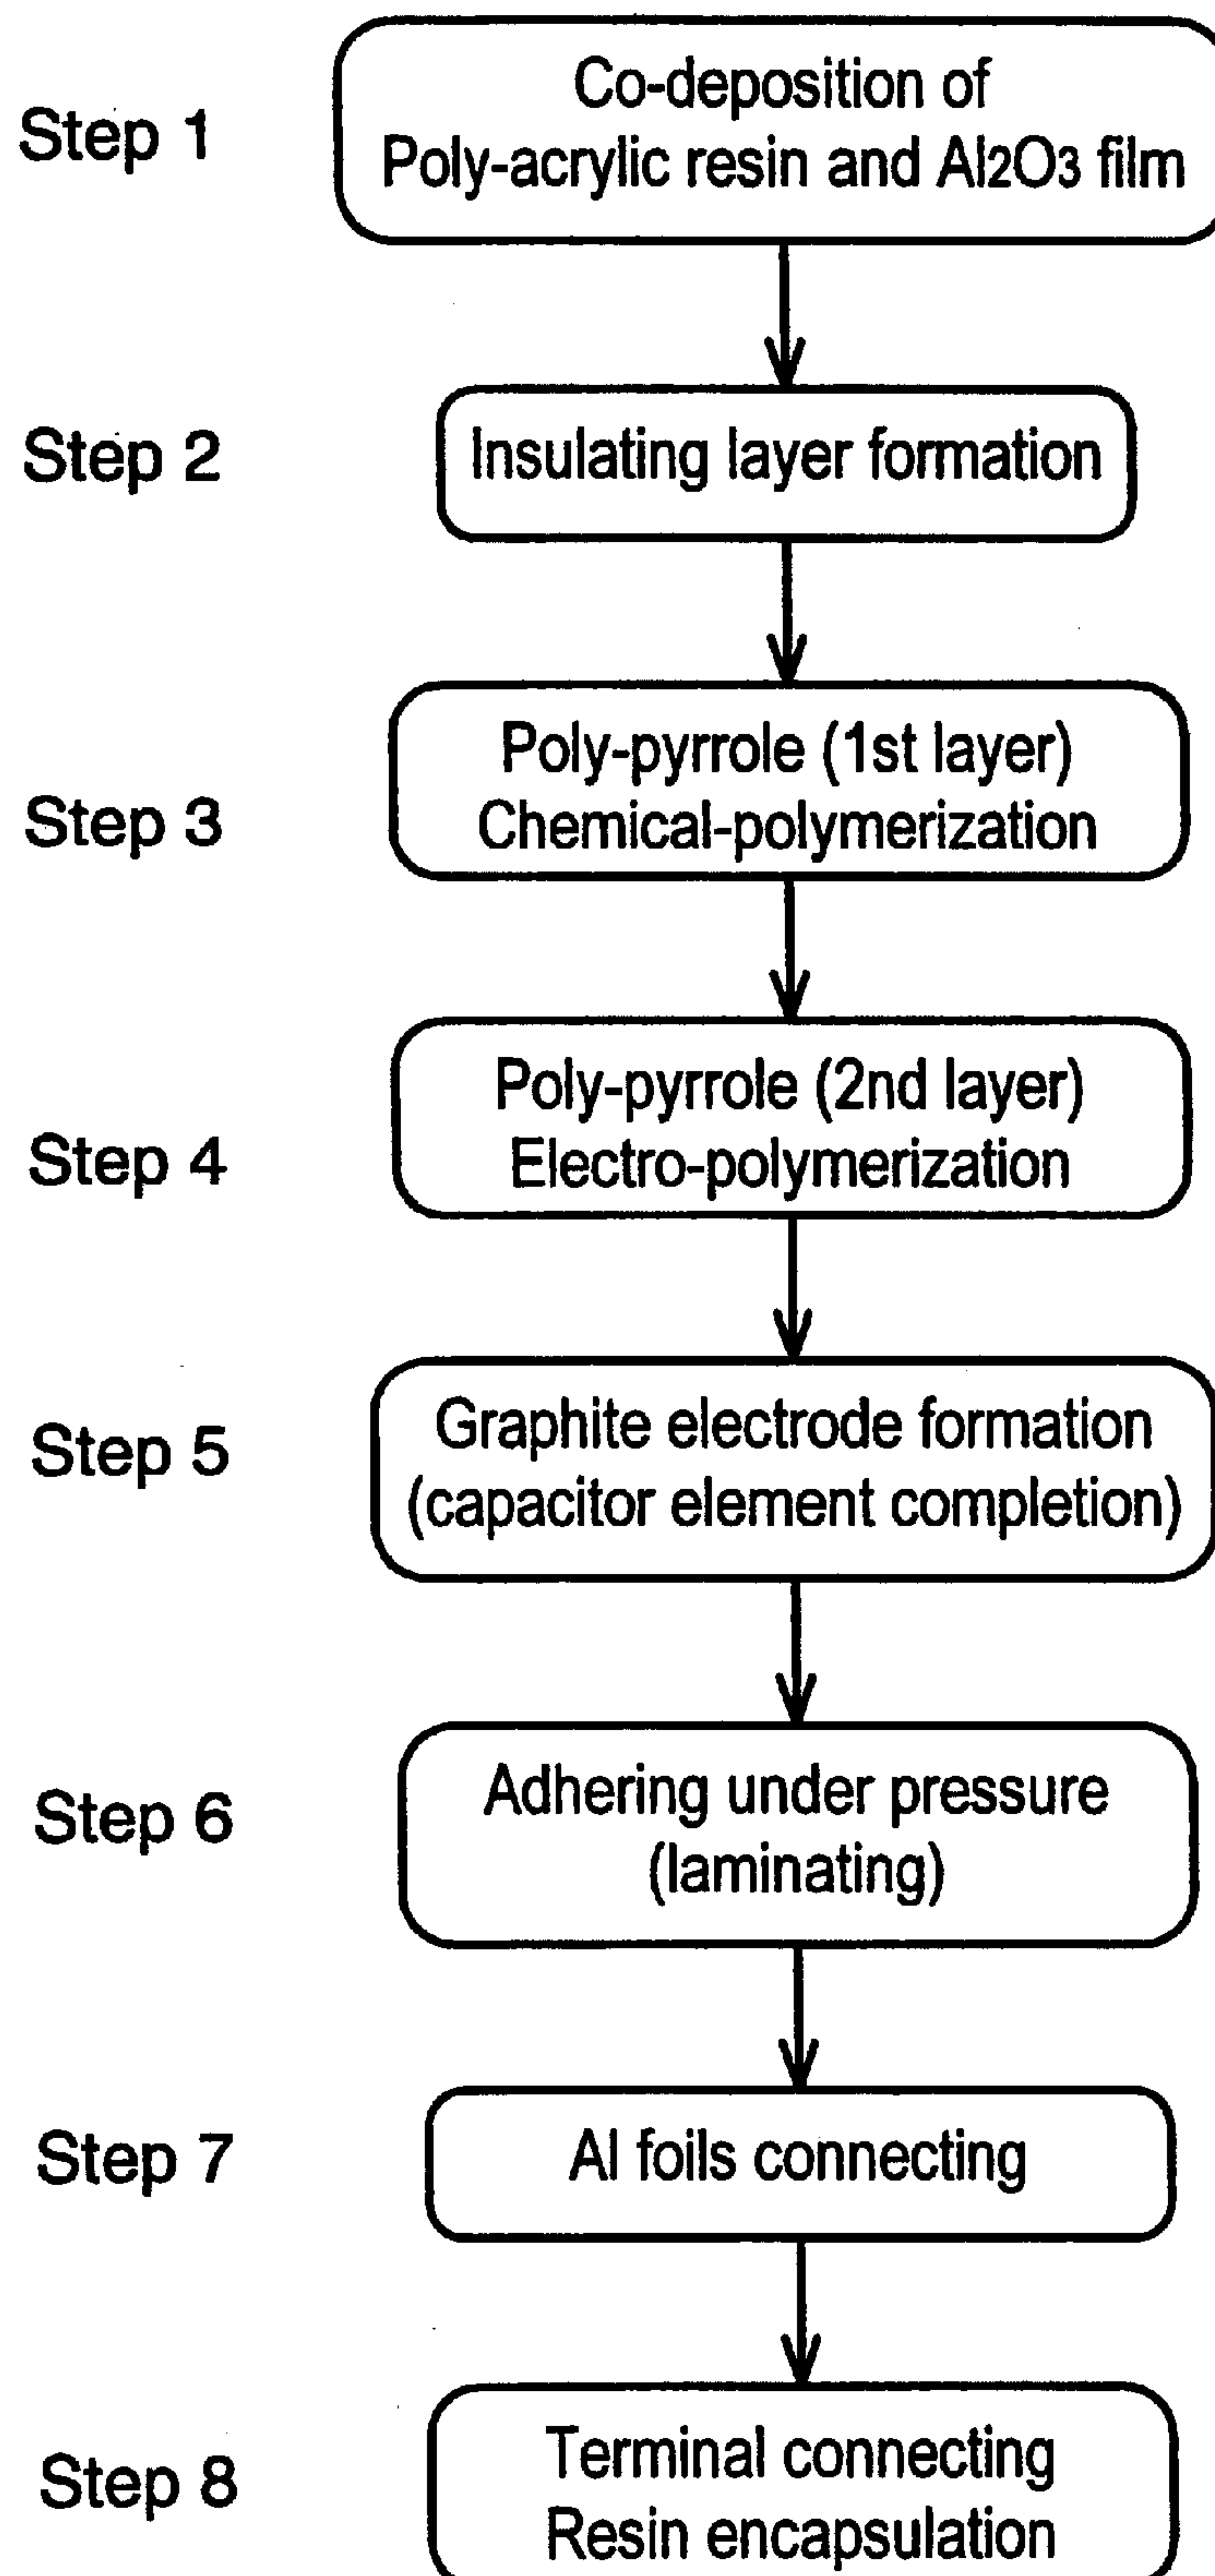 Step 1
Co-deposition of
Poly-acrylic resin and Al2O3 film
Step 2
Insulating layer formation
Step 3
Poly-pyrrole (1st layer)
Chemical-polymerization
Step 4
Poly-pyrrole (2nd layer)
Electro-polymerization
Step 5
Graphite electrode formation
(capacitor element completion)
Step 6
Adhering under pressure
(laminating)
Step 7
Al foils connecting
Step 8
Terminal connecting
Resin encapsulation